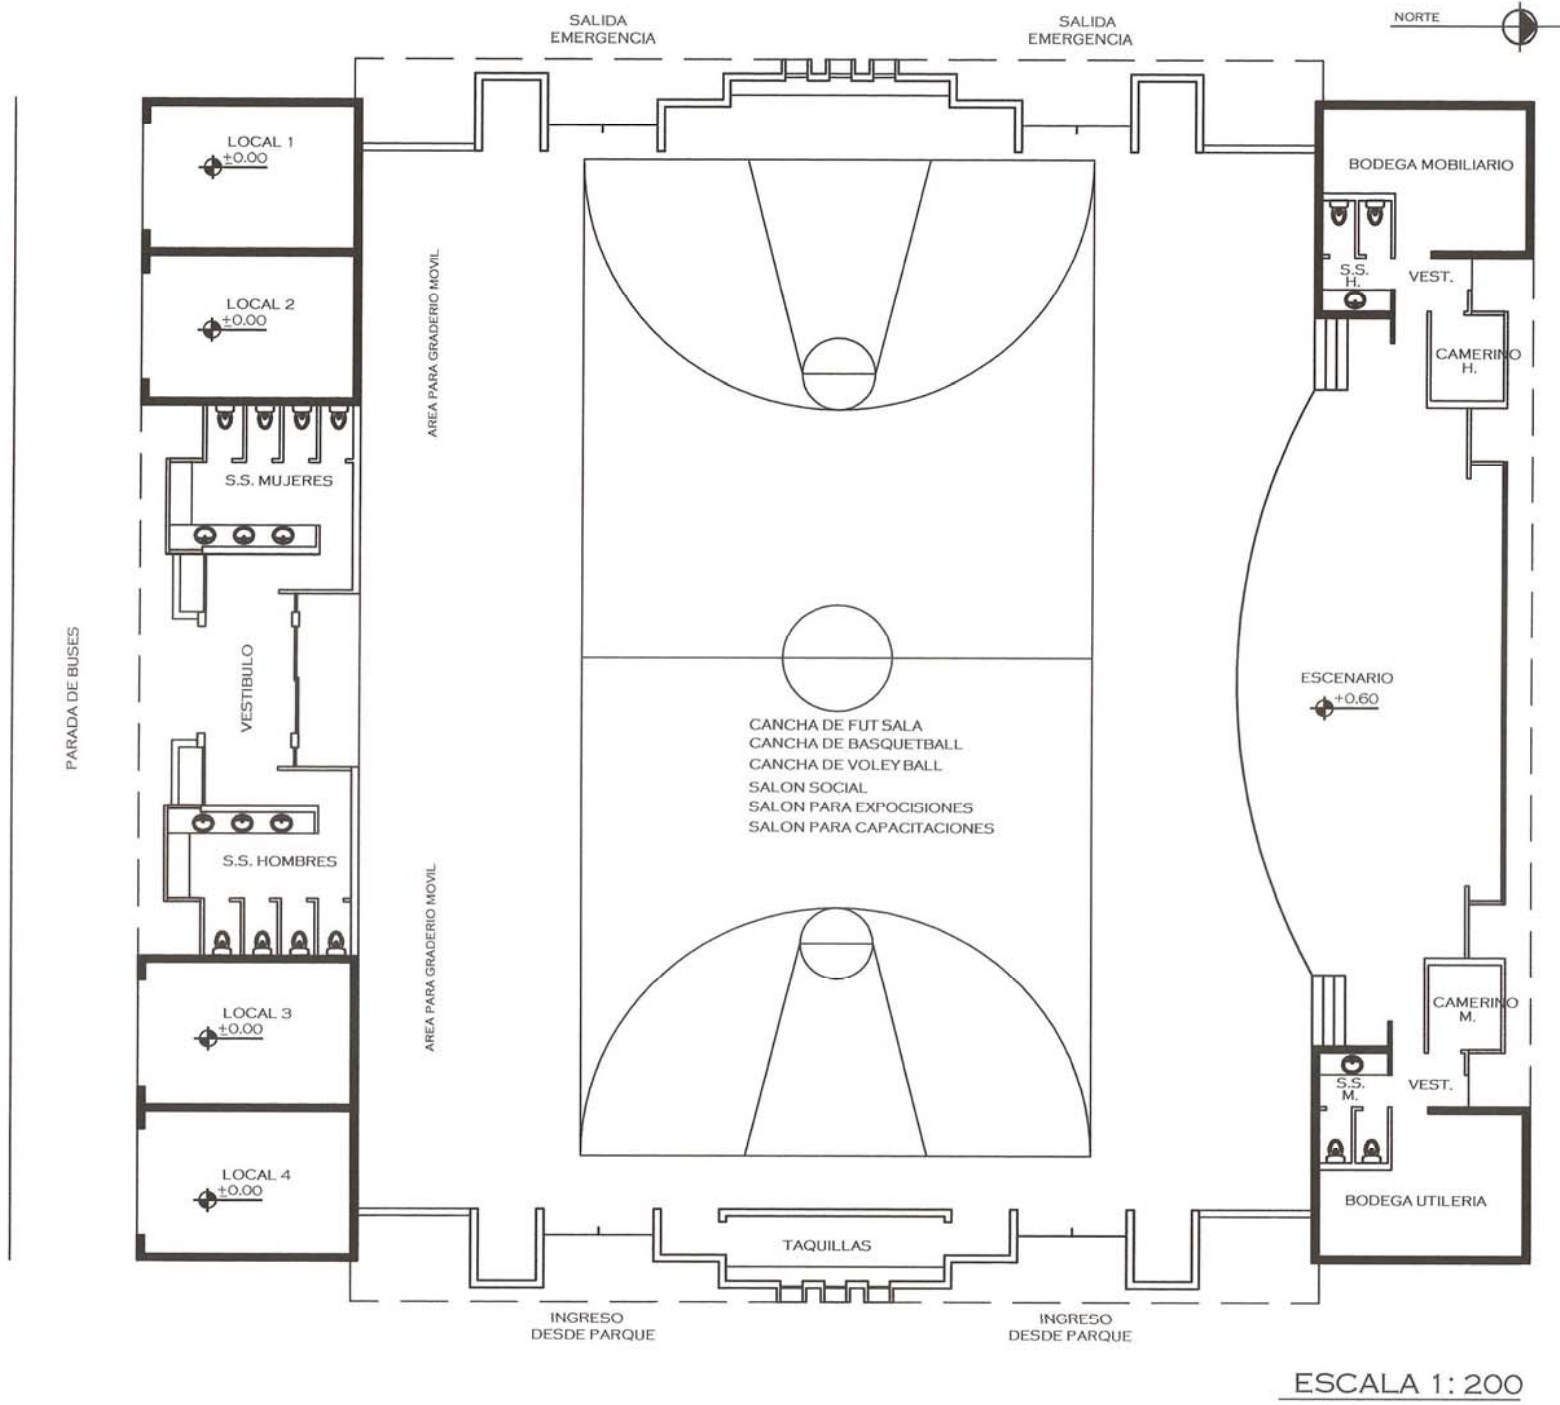 SALIDA
EMERGENCIA
SALIDA
EMERGENCIA
NORTE
LOCAL 1
±0.00
BODEGA MOBILIARIO
LOCAL 2
±0.00
AREA PARA GRADERIO MOVIL
S.S.
H.
VEST.
CAMERINO
H.
S.S. MUJERES
PARADA DE BUSES
VESTIBULO
ESCENARIO
+0.60
CANCHA DE FUT SALA
CANCHA DE BASQUETBALL
CANCHA DE VOLEY BALL
SALON SOCIAL
SALON PARA EXPOCISIONES
SALON PARA CAPACITACIONES
S.S. HOMBRES
AREA PARA GRADERIO MOVIL
CAMERINO
M.
LOCAL 3
±0.00
S.S.
M.
VEST.
LOCAL 4
±0.00
BODEGA UTILERIA
TAQUILLAS
INGRESO
DESDE PARQUE
INGRESO
DESDE PARQUE
ESCALA 1: 200